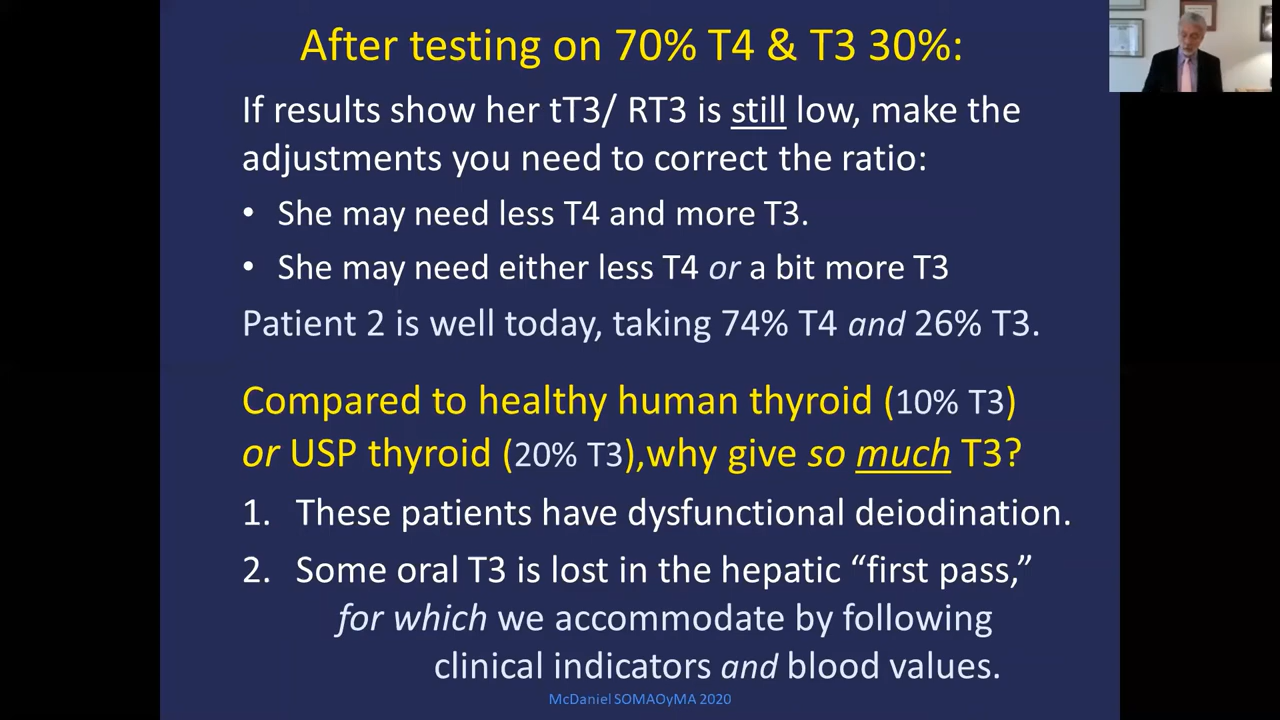 After testing on 70% T4 & T3 30%:
If results show her tT3/ RT3 is still low, make the
adjustments you need to correct the ratio:
• She may need less T4 and more T3.
• She may need either less T4 or a bit more T3
Patient 2 is well today, taking 74% T4 and 26% T3.
Compared to healthy human thyroid (10% T3)
or USP thyroid (20% T3),why give so much T3?
1. These patients have dysfunctional deiodination.
2. Some oral T3 is lost in the hepatic “first pass,”
for which we accommodate by following
clinical indicators and blood values.
McDaniel SOMAOyMA 2020